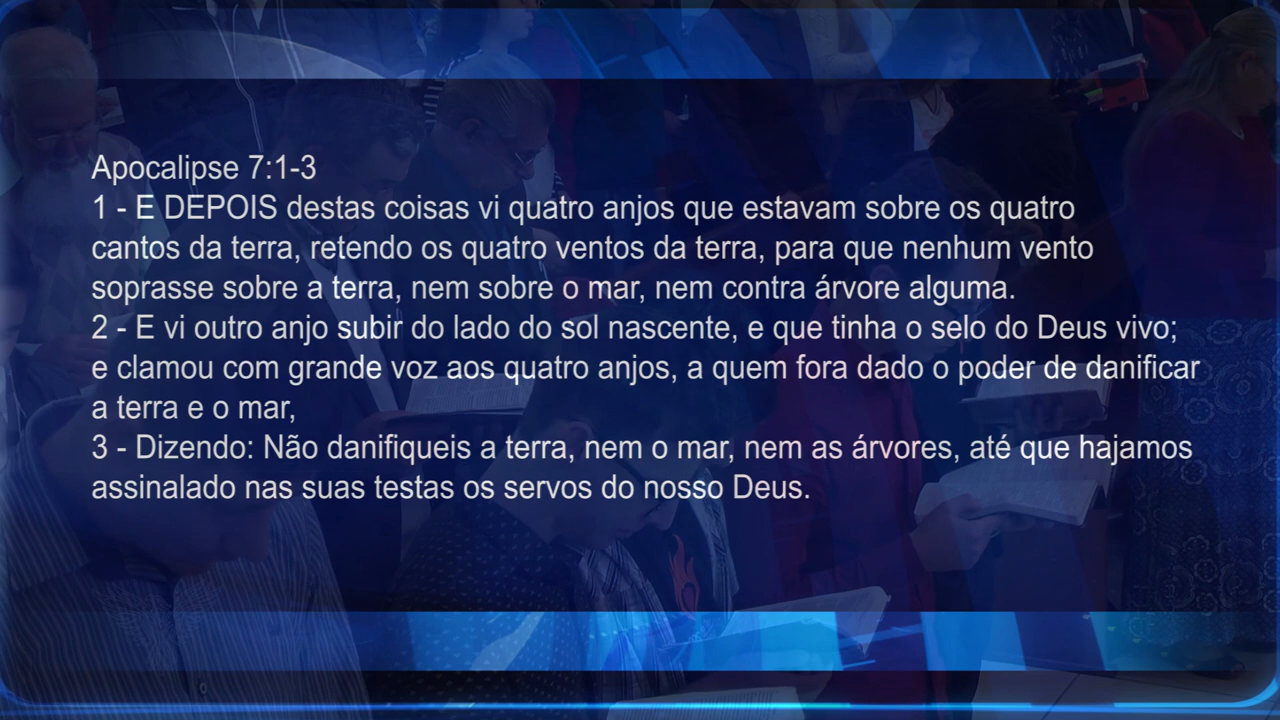 Apocalipse 7:1-3
1 - E DEPOIS destas coisas vi quatro anjos que estavam sobre os quatro
cantos da terra, retendo os quatro ventos da terra, para que nenhum vento
soprasse sobre a terra, nem sobre o mar, nem contra árvore alguma.
2 - E vi outro anjo subir do lado do sol nascente, e que tinha o selo do Deus vivo;
e clamou com grande voz aos quatro anjos, a quem fora dado o poder de danificar
a terra e o mar,
3 - Dizendo: Não danifiqueis a terra, nem o mar, nem as árvores, até que hajamos
assinalado nas suas testas os servos do nosso Deus.